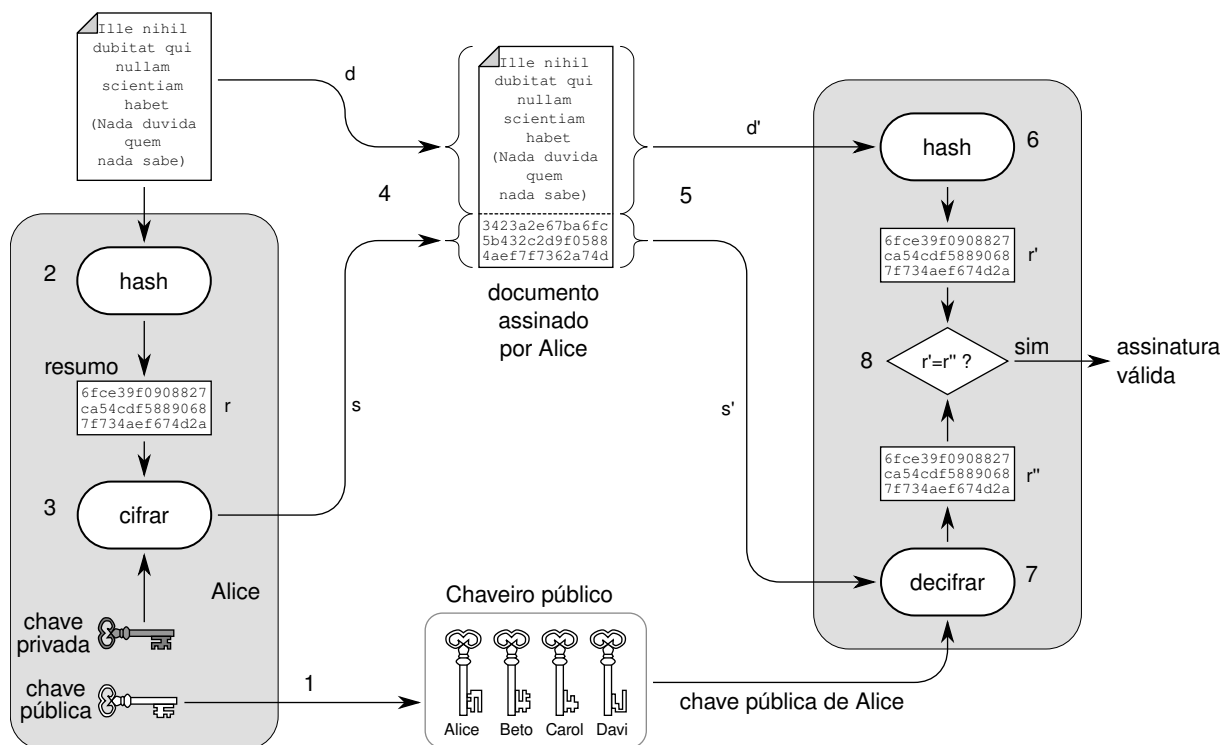 Ille nihil
dubitat qui
nullam
scientiam
habet
(Nada duvida
quem
nada sabe)
d
4
Ille nihil
dubitat qui
nullam
scientiam
habet
(Nada duvida
quem
nada sabe)
3423a2e67ba6fc
5b432c2d9f0588
4aef7f7362a74d
documento
assinado
por Alice
5
d'
s'
2
hash
resumo
6fce39f0908827
ca54cdf5889068
7f734aef674d2a
r
s
3
cifrar
Alice
chave
privada
chave
pública
1
Chaveiro público
Alice Beto Carol Davi
chave pública de Alice
hash
6
6fce39f0908827
ca54cdf5889068
7f734aef674d2a
r'
8
r'=r'' ?
sim
assinatura
válida
6fce39f0908827
ca54cdf5889068
7f734aef674d2a
r''
decifrar
7